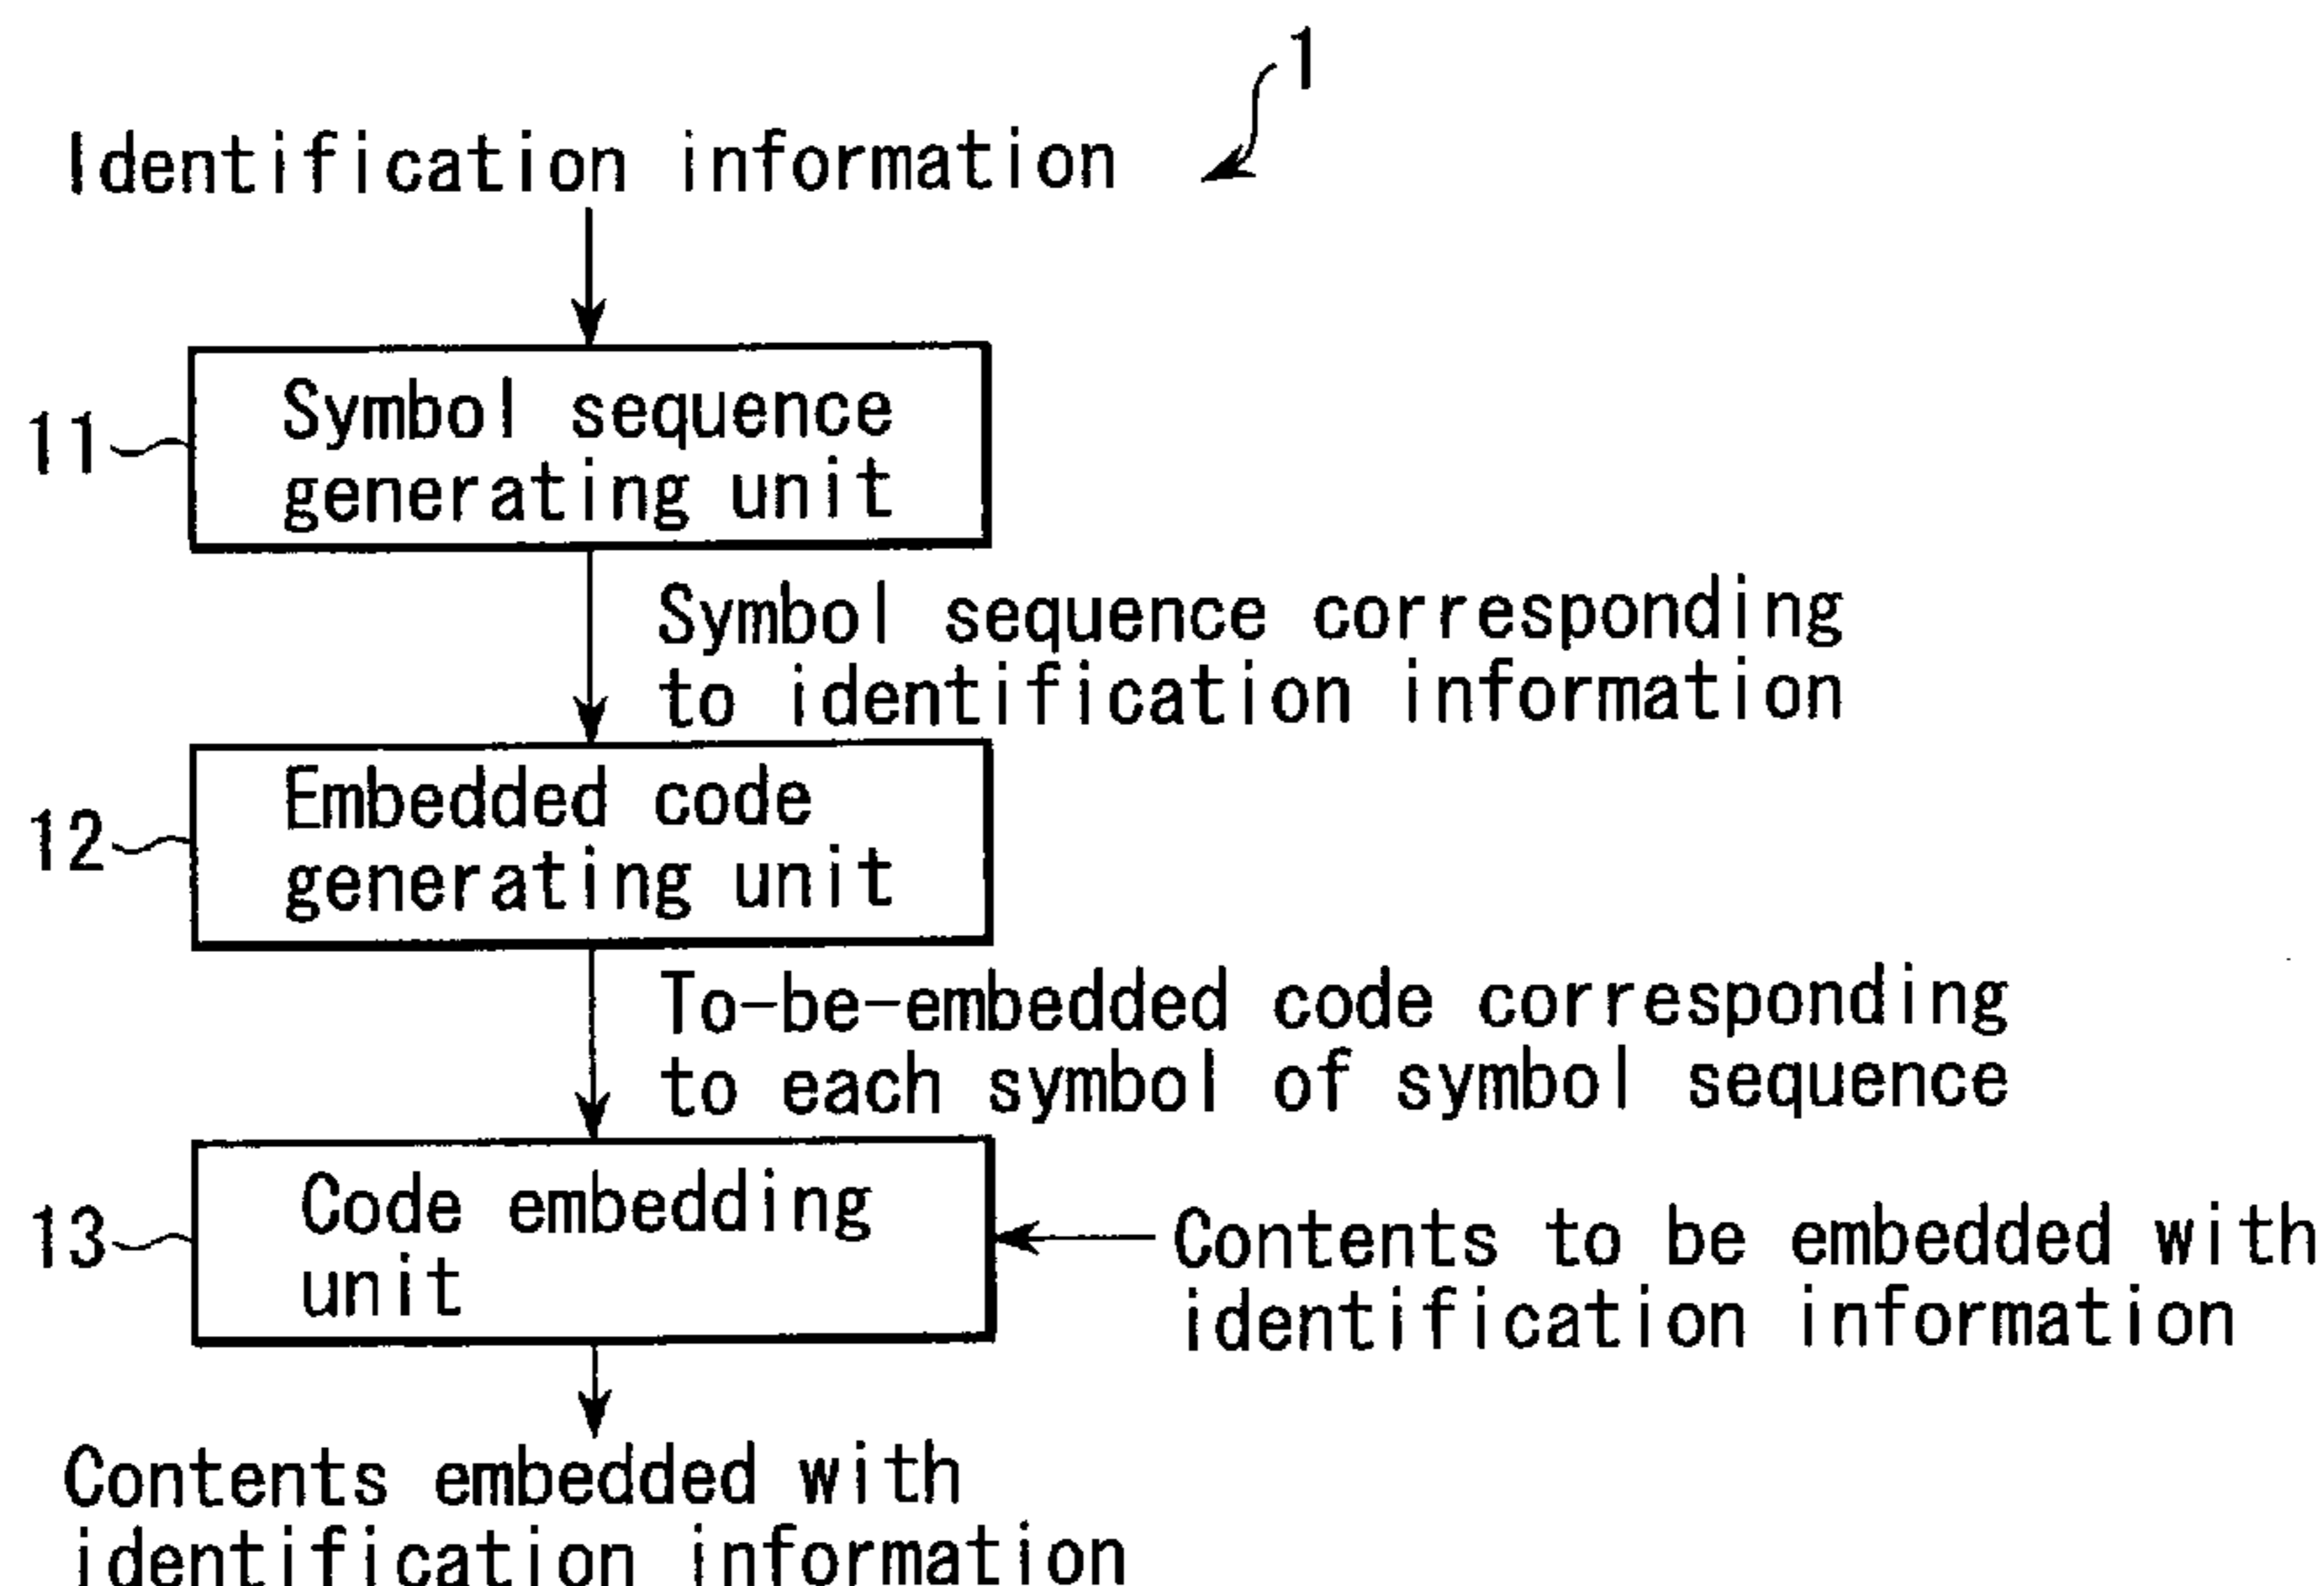 1
Identification information
11
Symbol sequence
generating unit
Symbol sequence corresponding
to identification information
12
Embedded code
generating unit
To-be-embedded code corresponding
to each symbol of symbol sequence
13
Code embedding
unit
Contents to be embedded with
identification information
Contents embedded with
identification information